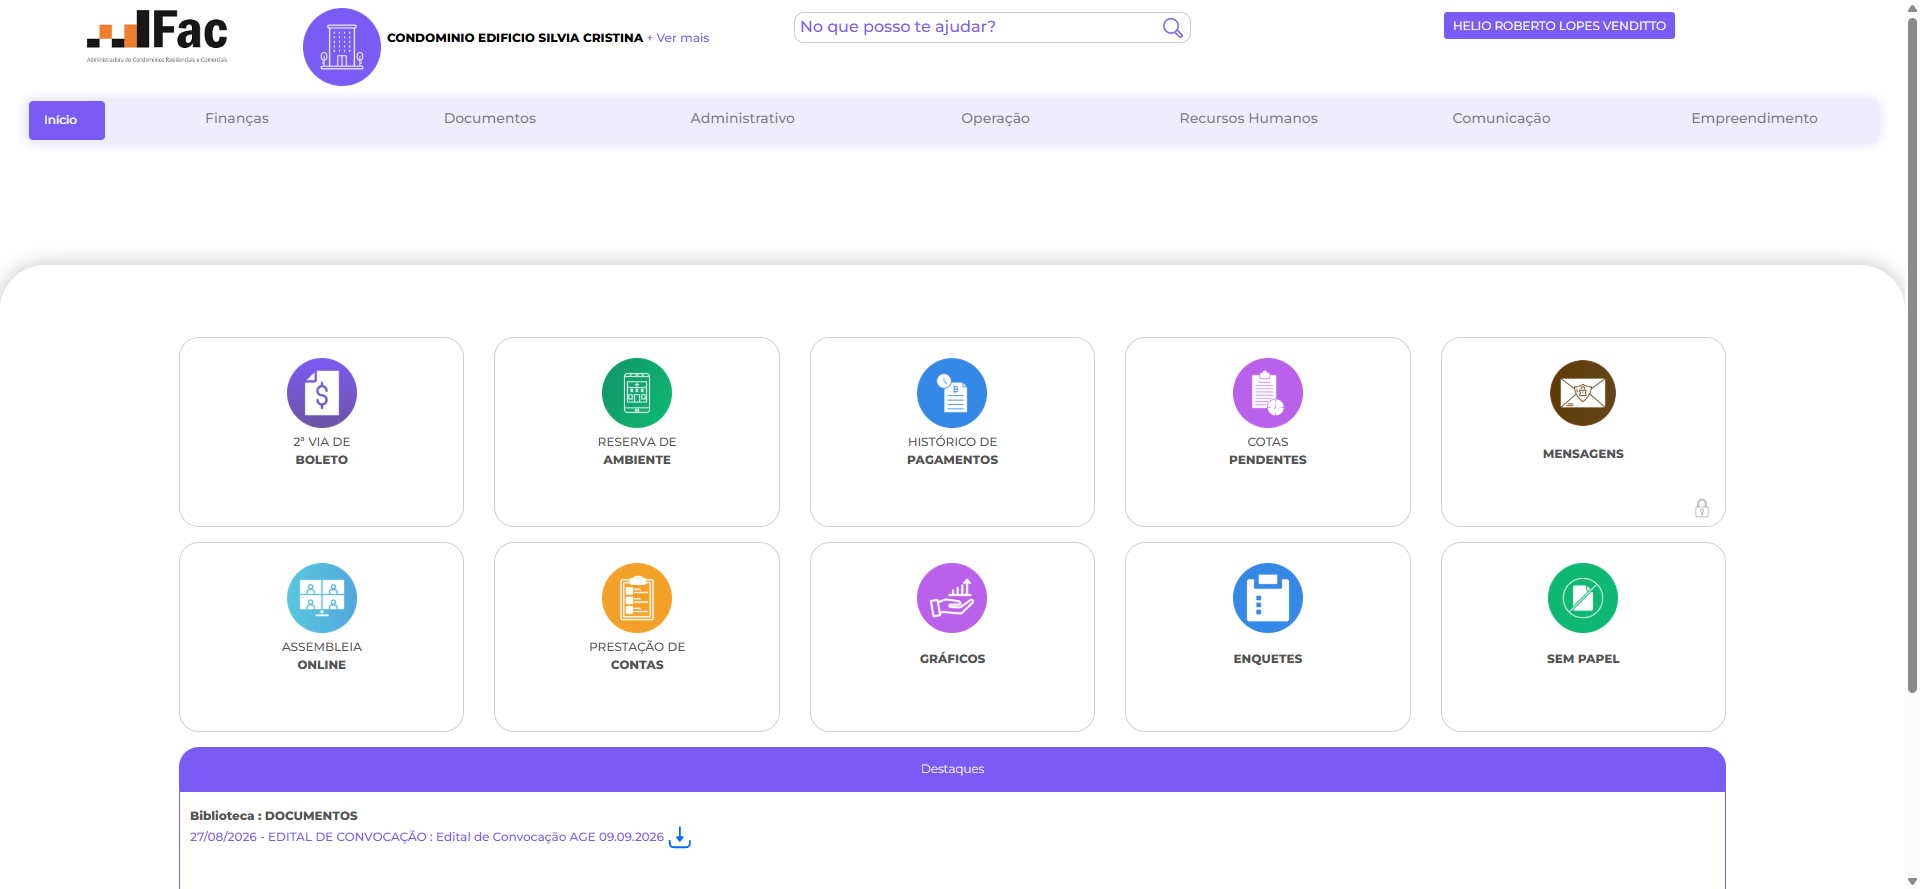 IFac
Administradora de Condomínios Residenciais e Comerciais
CONDOMINIO EDIFICIO SILVIA CRISTINA + Ver mais
No que posso te ajudar?
HELIO ROBERTO LOPES VENDITTO
Início
Finanças
Documentos
Administrativo
Operação
Recursos Humanos
Comunicação
Empreendimento
2ª VIA DE
BOLETO
RESERVA DE
AMBIENTE
HISTÓRICO DE
PAGAMENTOS
COTAS
PENDENTES
MENSAGENS
ASSEMBLEIA
ONLINE
PRESTAÇÃO DE
CONTAS
GRÁFICOS
ENQUETES
SEM PAPEL
Destaques
Biblioteca : DOCUMENTOS
27/08/2026 - EDITAL DE CONVOCAÇÃO : Edital de Convocação AGE 09.09.2026